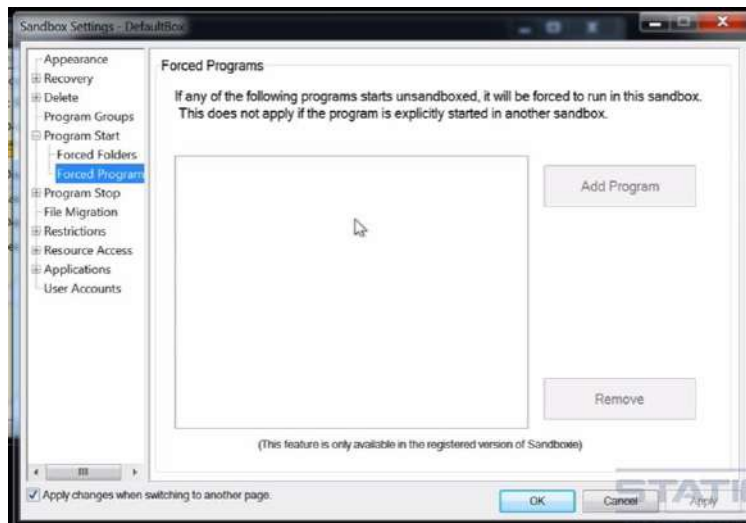 Sandbox Settings - DefaultBox
Appearance
Recovery
Delete
Program Groups
Program Start
Forced Folders
Forced Program
Program Stop
File Migration
Restrictions
Resource Access
Applications
User Accounts
Forced Programs
If any of the following programs starts unsandboxed, it will be forced to run in this sandbox.
This does not apply if the program is explicitly started in another sandbox.
Add Program
Remove
(This feature is only available in the registered version of Sandboxie)
Apply changes when switching to another page.
OK
Cancel
Apply